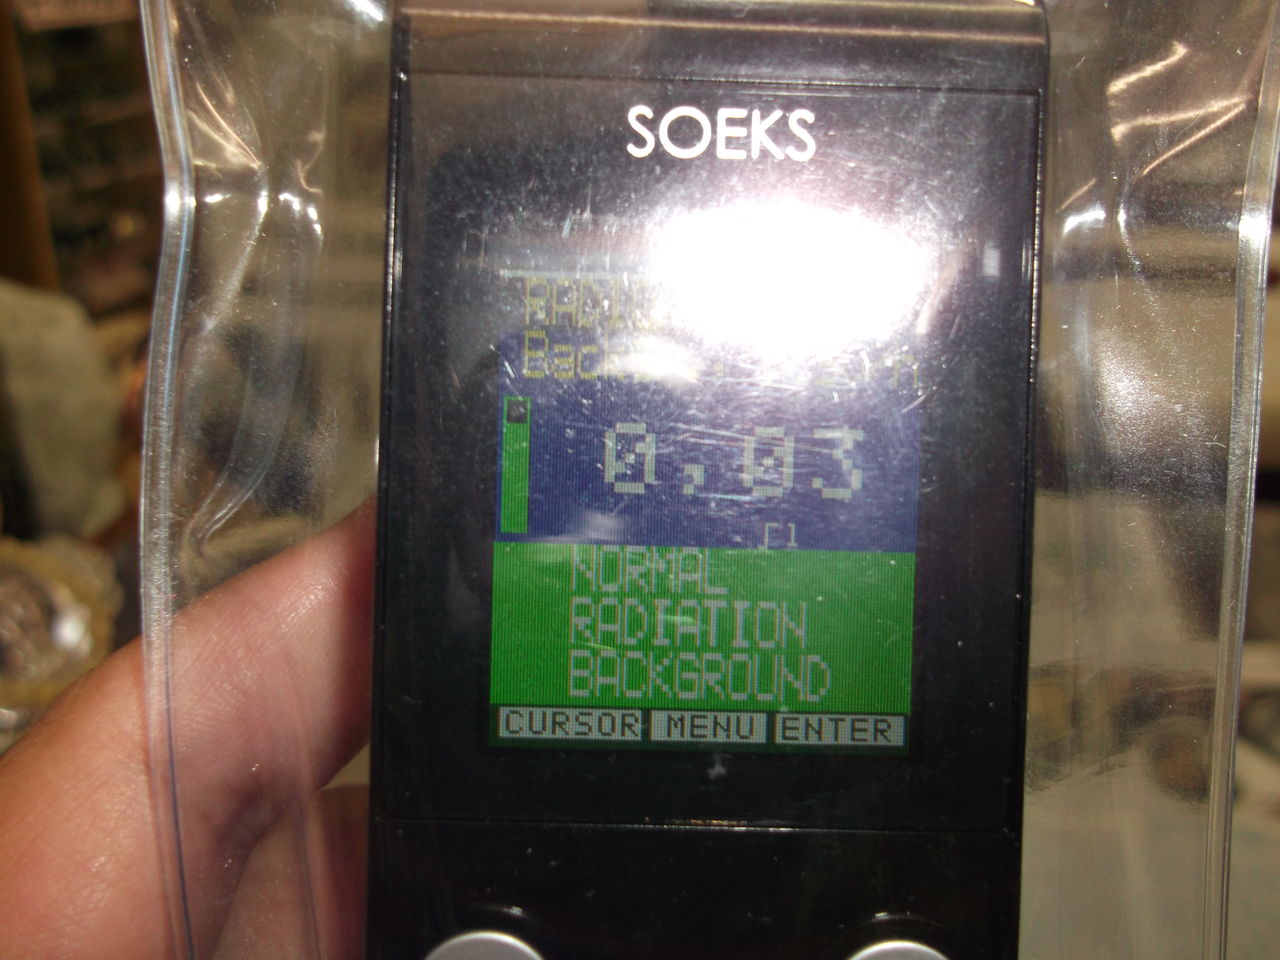 SOEKS
0,03
NORMAL
RADIATION
BACKGROUND
CURSOR MENU ENTER